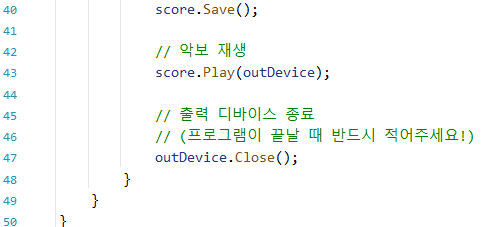 40 score.Save();
41
42 // 악보 재생
43 score.Play(outDevice);
44
45 // 출력 디바이스 종료
46 // (프로그램이 끝날 때 반드시 적어주세요!)
47 outDevice.Close();
48 }
49 }
50 }